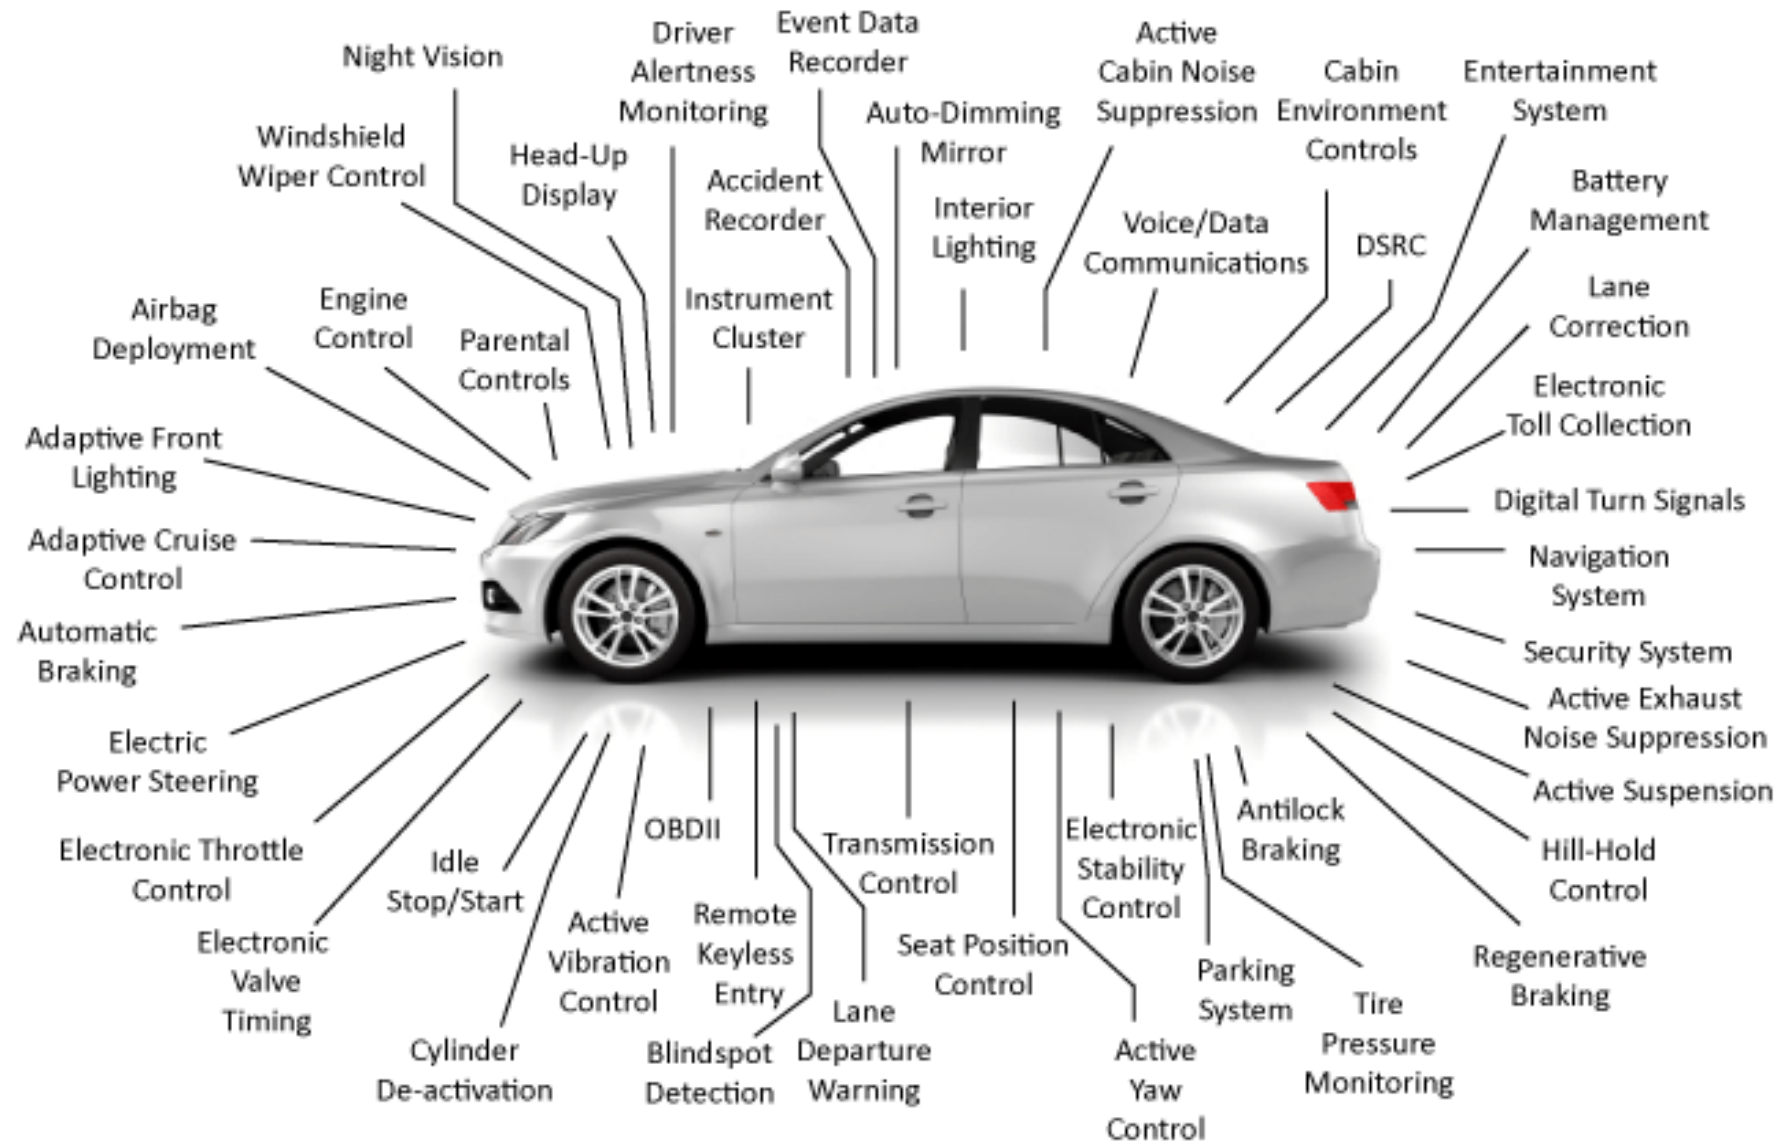 Night Vision
Driver
Alertness
Monitoring
Event Data
Recorder
Active
Cabin Noise
Suppression
Cabin
Environment
Controls
Entertainment
System
Windshield
Wiper Control
Head-Up
Display
Accident
Recorder
Auto-Dimming
Mirror
Interior
Lighting
Voice/Data
Communications
DSRC
Battery
Management
Airbag
Deployment
Engine
Control
Parental
Controls
Instrument
Cluster
Lane
Correction
Electronic
Toll Collection
Adaptive Front
Lighting
Digital Turn Signals
Adaptive Cruise
Control
Navigation
System
Automatic
Braking
Security System
Active Exhaust
Noise Suppression
Electric
Power Steering
Active Suspension
Electronic Throttle
Control
Idle
Stop/Start
OBDII
Transmission
Control
Electronic
Stability
Control
Antilock
Braking
Hill-Hold
Control
Electronic
Valve
Timing
Active
Vibration
Control
Remote
Keyless
Entry
Seat Position
Control
Parking
System
Regenerative
Braking
Cylinder
De-activation
Blindspot
Detection
Lane
Departure
Warning
Active
Yaw
Control
Tire
Pressure
Monitoring